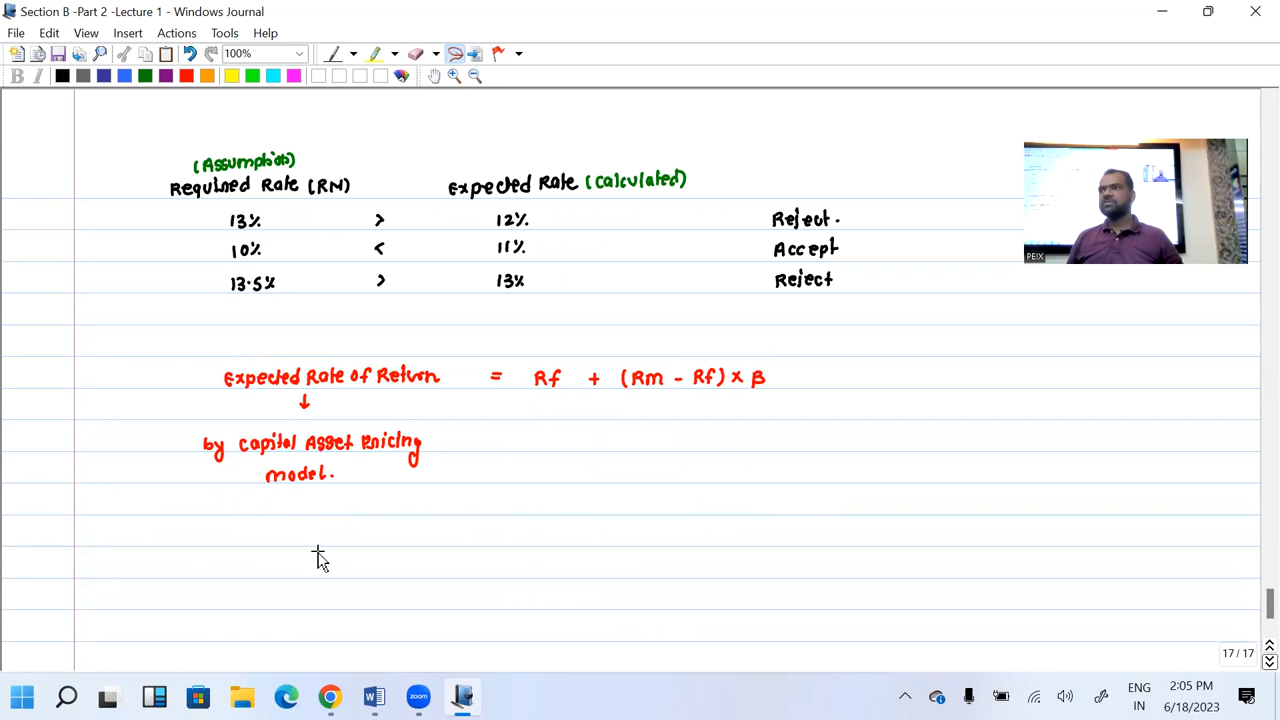 Section B -Part 2 -Lecture 1 - Windows Journal
File Edit View Insert Actions Tools Help
100%
B I
(Assumption)
Required Rate (RN) Expected Rate (Calculated)
13% > 12% Reject.
10% < 11% Accept
13.5% > 13% Reject
PEIX
Expected Rate of Return = Rf + (Rm - Rf) × β
↓
by Capital Asset Pricing
model.
17 / 17
zoom
W
ENG
IN
2:05 PM
6/18/2023